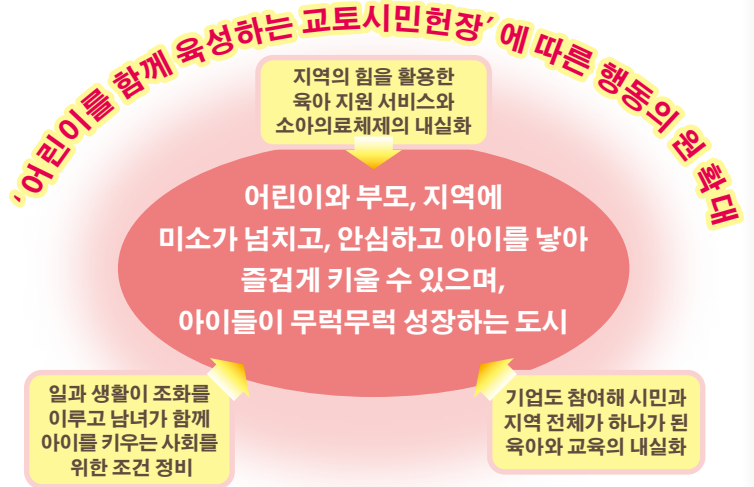 ‘어린이를 함께 육성하는 교토시민헌장’에 따른 행동의 원 확대
지역의 힘을 활용한
육아 지원 서비스와
소아의료체제의 내실화
어린이와 부모, 지역에
미소가 넘치고, 안심하고 아이를 낳아
즐겁게 키울 수 있으며,
아이들이 무럭무럭 성장하는 도시
일과 생활이 조화를
이루고 남녀가 함께
아이를 키우는 사회를
위한 조건 정비
기업도 참여해 시민과
지역 전체가 하나가 된
육아와 교육의 내실화